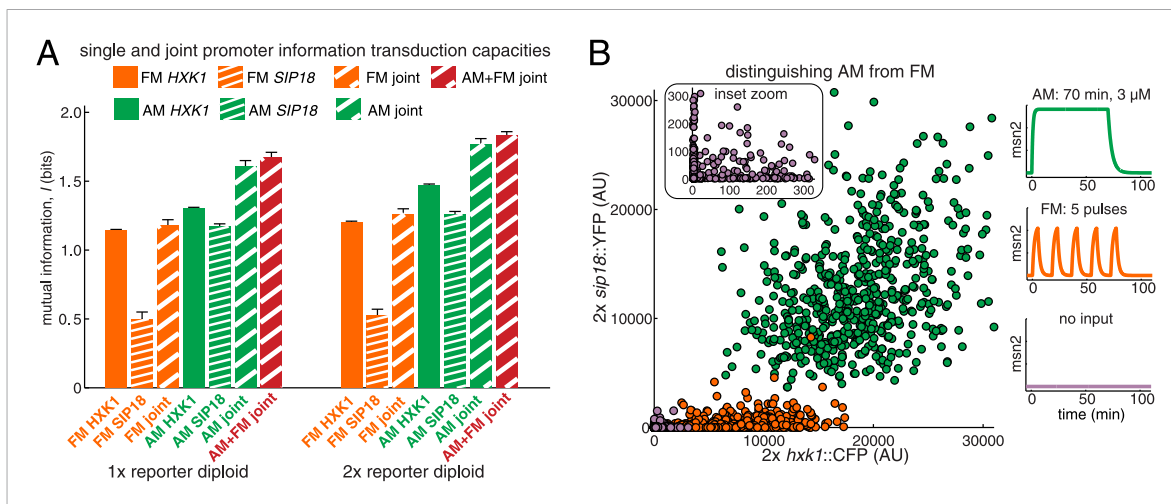 A
single and joint promoter information transduction capacities
FM HXK1
FM SIP18
FM joint
AM+FM joint
AM HXK1
AM SIP18
AM joint
mutual information, I (bits)
2.0
1.5
1.0
0.5
0
FM HXK1
FM SIP18
FM joint
AM HXK1
AM SIP18
AM joint
AM+FM joint
FM HXK1
FM SIP18
FM joint
AM HXK1
AM SIP18
AM joint
AM+FM joint
1x reporter diploid
2x reporter diploid
B
distinguishing AM from FM
2x sip18::YFP (AU)
30000
20000
10000
0
inset zoom
300
200
100
0
0 100 200 300
0 10000 20000 30000
2x hxk1::CFP (AU)
AM: 70 min, 3 µM
msn2
0 50 100
FM: 5 pulses
msn2
0 50 100
no input
msn2
0 50 100
time (min)